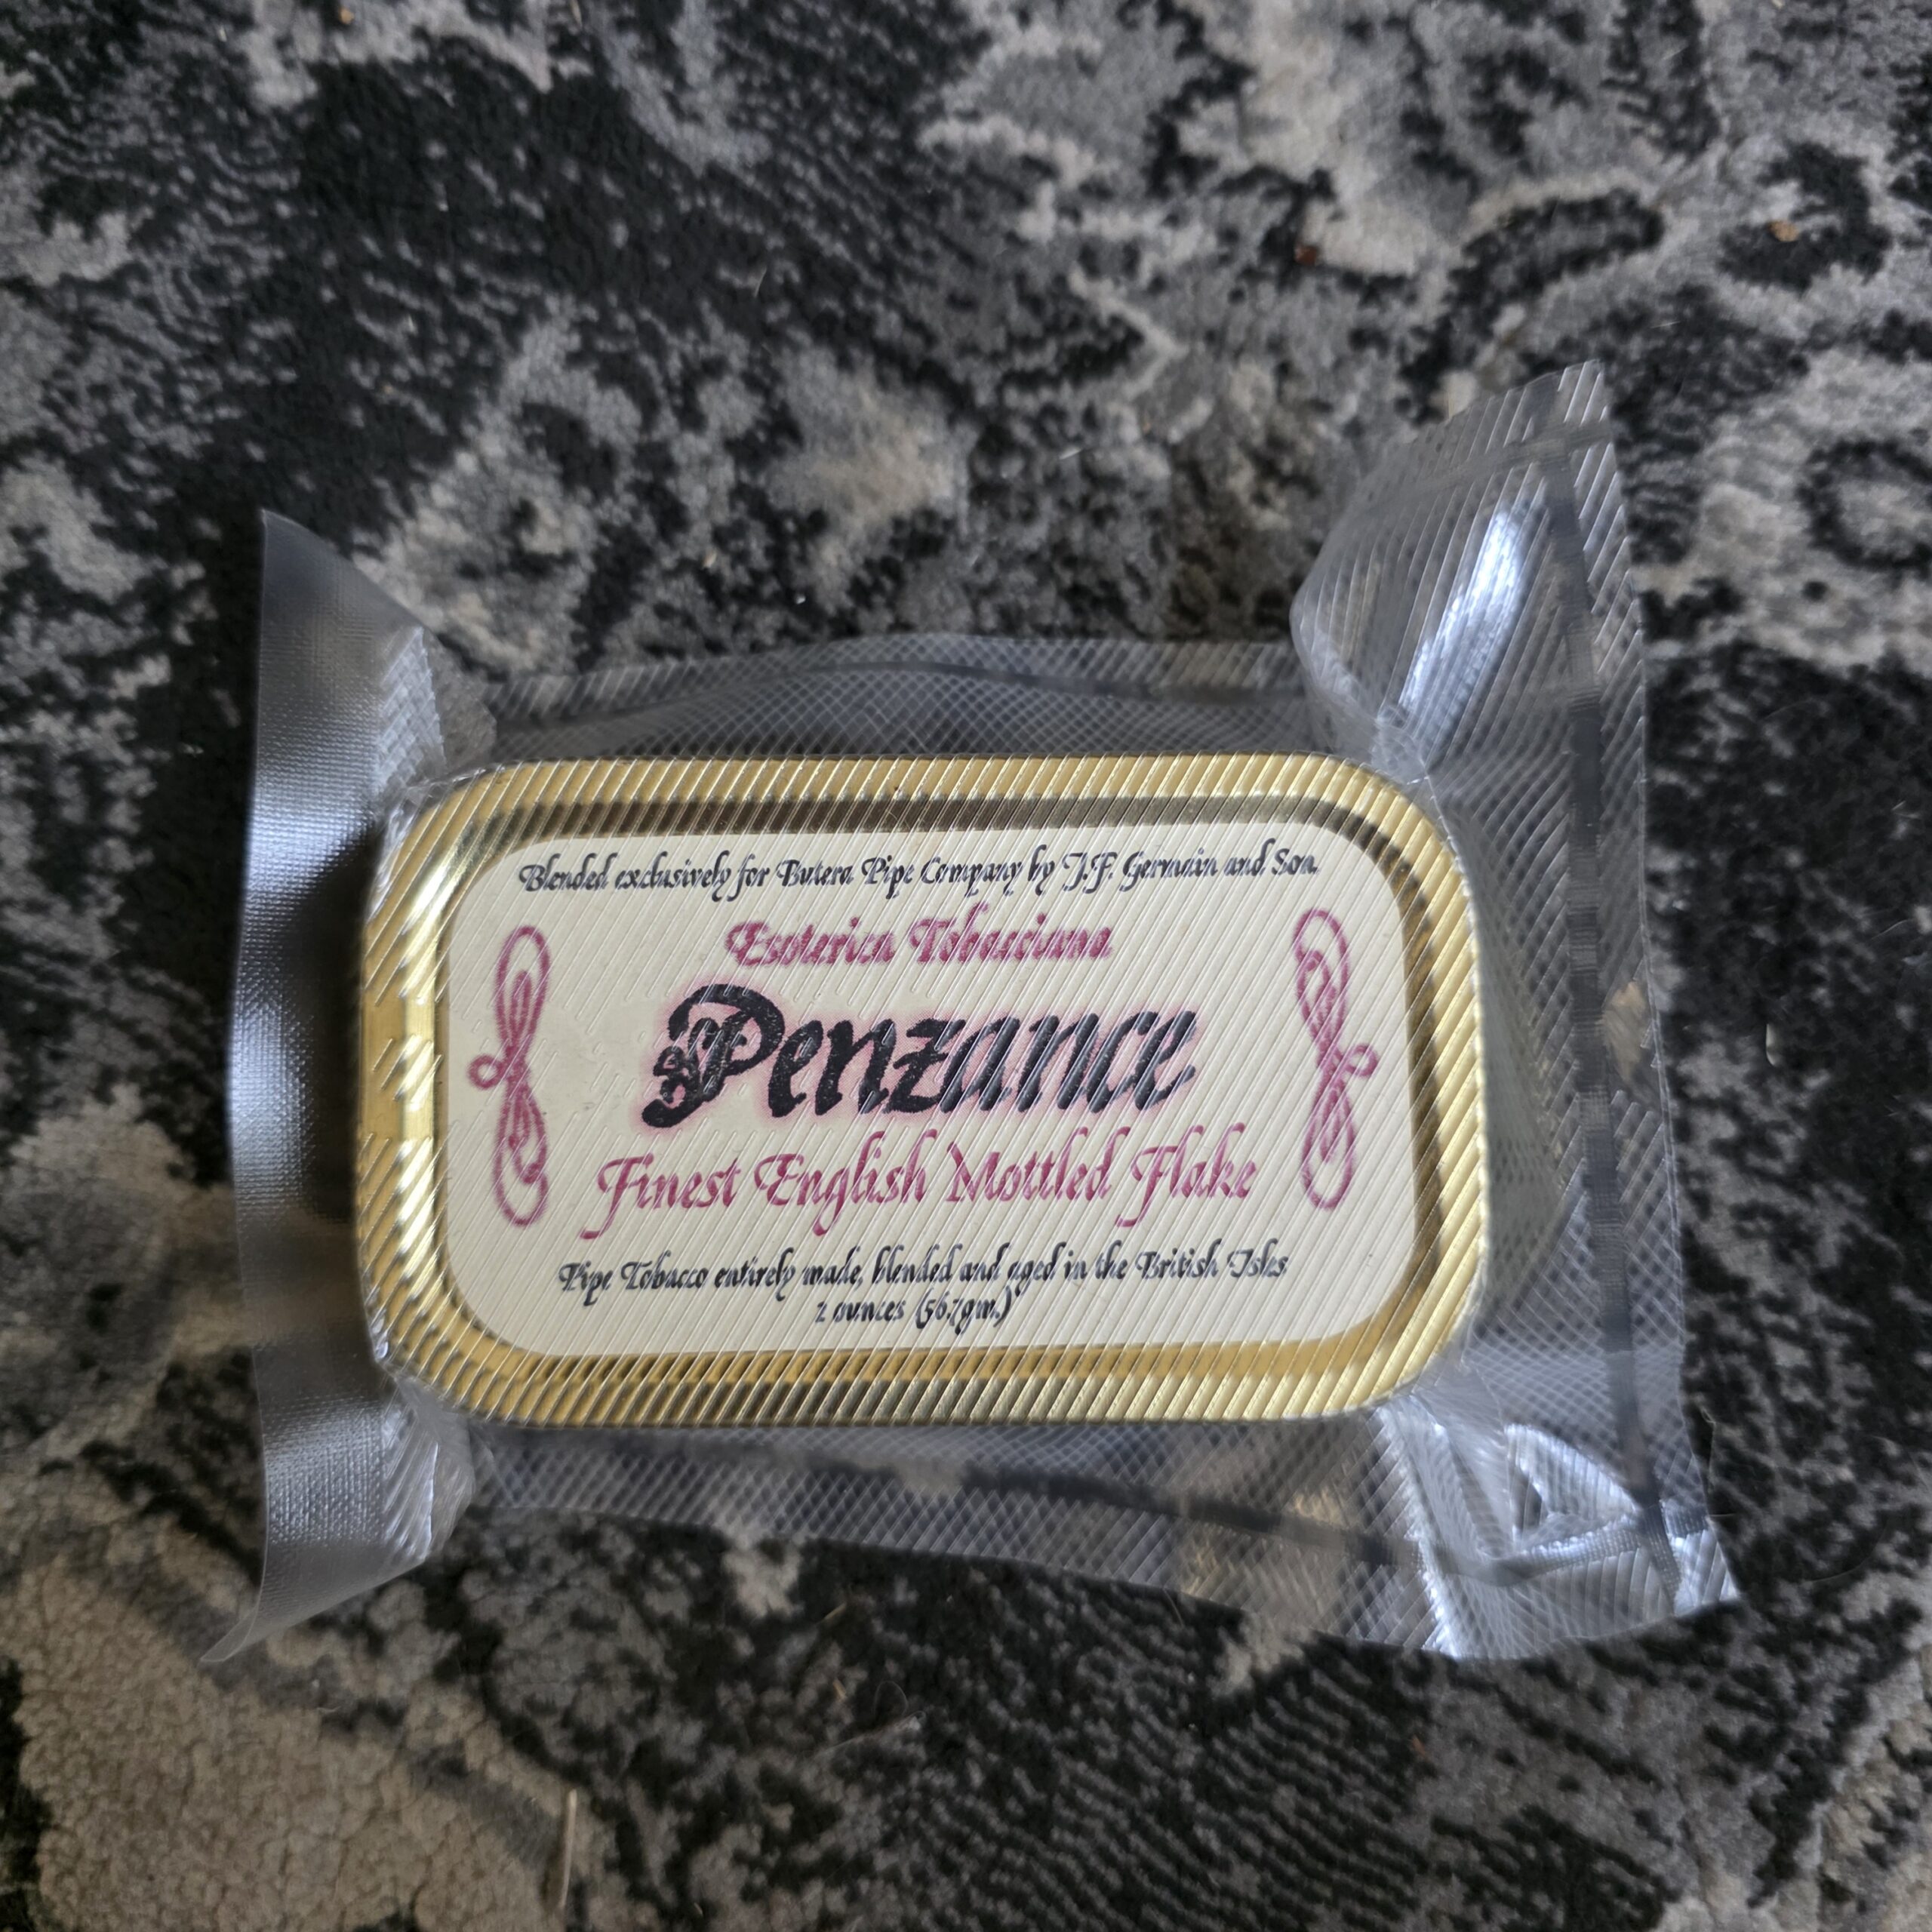 Blended exclusively for Butera Pipe Company by J.F. Germain and Son.
Esoterica Tobacciana
Penzance
Finest English Mottled Flake
Pipe Tobacco entirely made, blended and aged in the British Isles
2 ounces (56.7gm.)